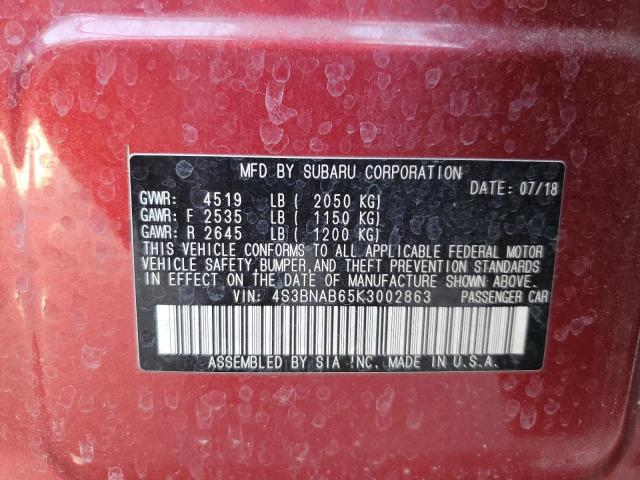 MFD BY SUBARU CORPORATION
DATE: 07/18
GVWR: 4519 LB ( 2050 KG)
GAWR: F 2535 LB ( 1150 KG)
GAWR: R 2645 LB ( 1200 KG)
THIS VEHICLE CONFORMS TO ALL APPLICABLE FEDERAL MOTOR
VEHICLE SAFETY, BUMPER, AND THEFT PREVENTION STANDARDS
IN EFFECT ON THE DATE OF MANUFACTURE SHOWN ABOVE.
VIN: 4S3BNAB65K3002863 PASSENGER CAR
ASSEMBLED BY SIA INC. MADE IN U.S.A.